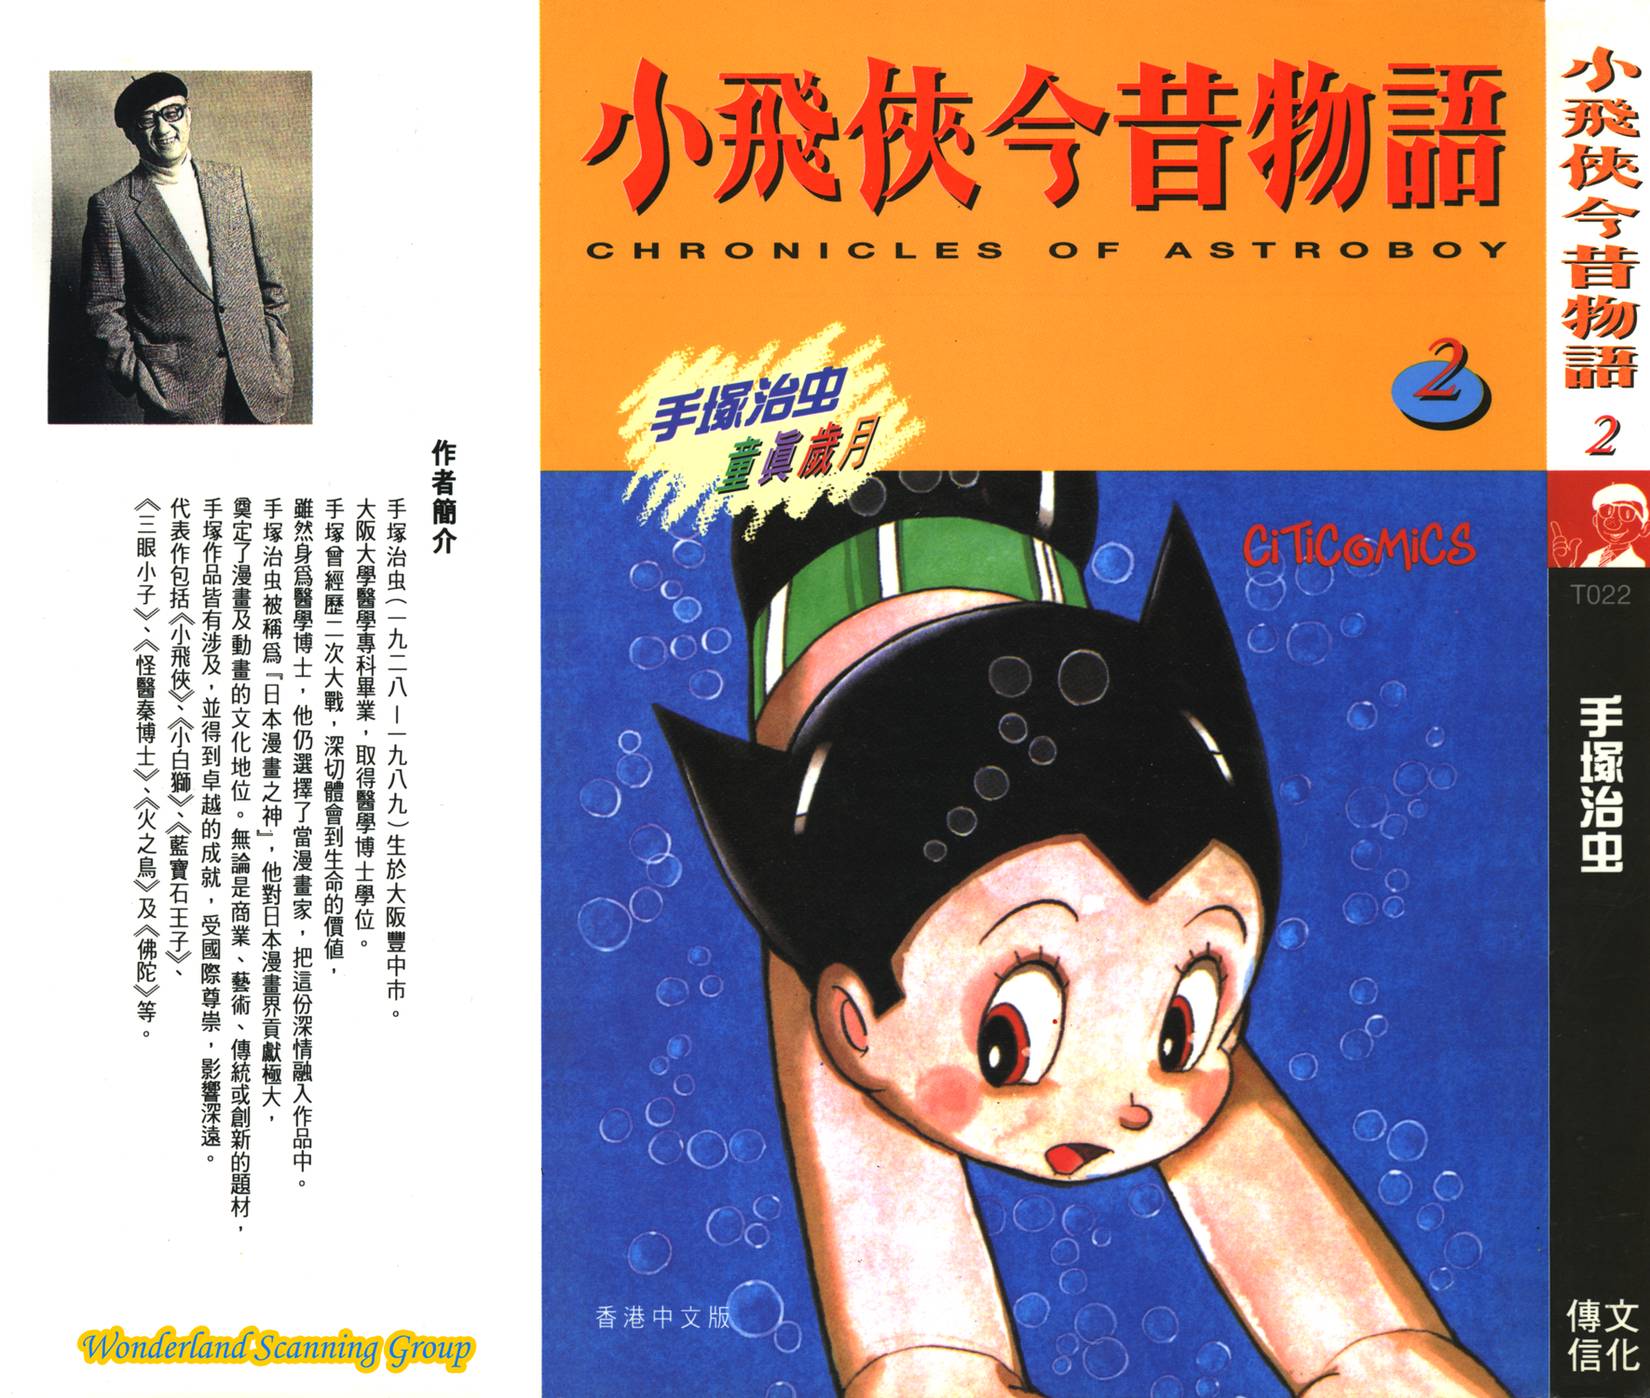 作者簡介
手塚治虫(一九二八—一九八九)生於大阪豐中市。
大阪大學醫學專科畢業，取得醫學博士學位。
手塚曾經歷二次大戰，深切體會到生命的價值，
雖然身爲醫學博士，他仍選擇了當漫畫家，把這份深情融入作品中。
手塚治虫被稱爲『日本漫畫之神』，他對日本漫畫界貢獻極大，
奠定了漫畫及動畫的文化地位。無論是商業、藝術、傳統或創新的題材，
手塚作品皆有涉及，並得到卓越的成就，受國際尊崇，影響深遠。
代表作包括《小飛俠》、《小白獅》、《藍寶石王子》、
《三眼小子》、《怪醫秦博士》、《火之鳥》及《佛陀》等。
Wonderland Scanning Group
小飛俠今昔物語
CHRONICLES OF ASTROBOY
2
手塚治虫
童眞歲月
CiTiCOMiCS
香港中文版
小飛俠今昔物語 2
T022
手塚治虫
文化
傳信